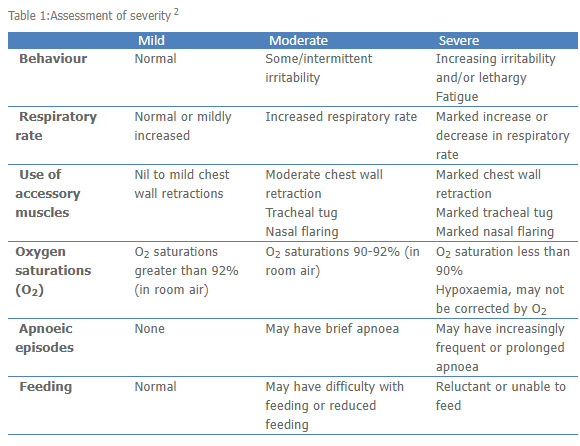 Table 1:Assessment of severity 2
Mild Moderate Severe
Behaviour Normal Some/intermittent Increasing irritability
irritability and/or lethargy
Fatigue
Respiratory Normal or mildly Increased respiratory rate Marked increase or
rate increased decrease in respiratory
rate
Use of Nil to mild chest Moderate chest wall Marked chest wall
accessory wall retractions retraction retraction
muscles Tracheal tug Marked tracheal tug
Nasal flaring Marked nasal flaring
Oxygen O2 saturations O2 saturations 90-92% (in O2 saturation less than
saturations greater than 92% room air) 90%
(O2) (in room air) Hypoxaemia, may not
be corrected by O2
Apnoeic None May have brief apnoea May have increasingly
episodes frequent or prolonged
apnoea
Feeding Normal May have difficulty with Reluctant or unable to
feeding or reduced feed
feeding